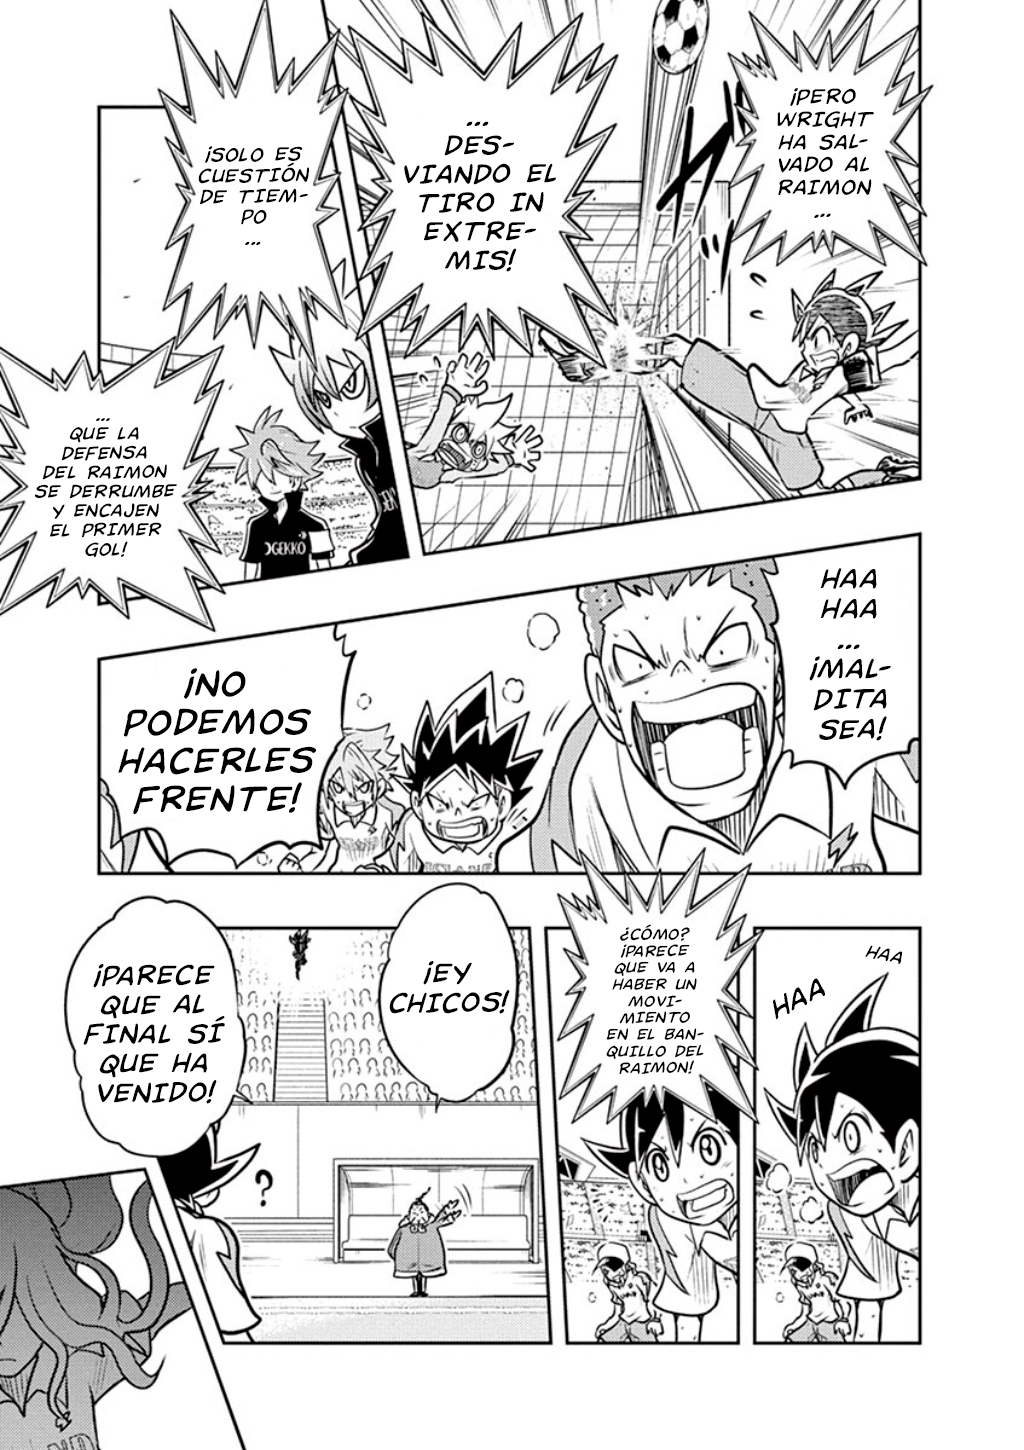 ¡PERO
WRIGHT
HA SAL-
VADO AL
RAIMON
...
...
DES-
VIANDO EL
TIRO IN
EXTRE-
MIS!
¡SOLO ES
CUESTIÓN
DE TIEM-
PO
...
...
QUE LA
DEFENSA
DEL RAIMON
SE DERRUMBE
Y ENCAJEN
EL PRIMER
GOL!
GEKKO
HAA
HAA
...
¡MAL-
DITA
SEA!
¡NO
PODEMOS
HACERLES
FRENTE!
HAA
HAA
¿CÓMO?
¡PARECE
QUE VA A
HABER UN
MOVI-
MIENTO
EN EL BAN-
QUILLO DEL
RAIMON!
¡EY
CHICOS!
¡PARECE
QUE AL
FINAL SÍ
QUE HA
VENIDO!
?